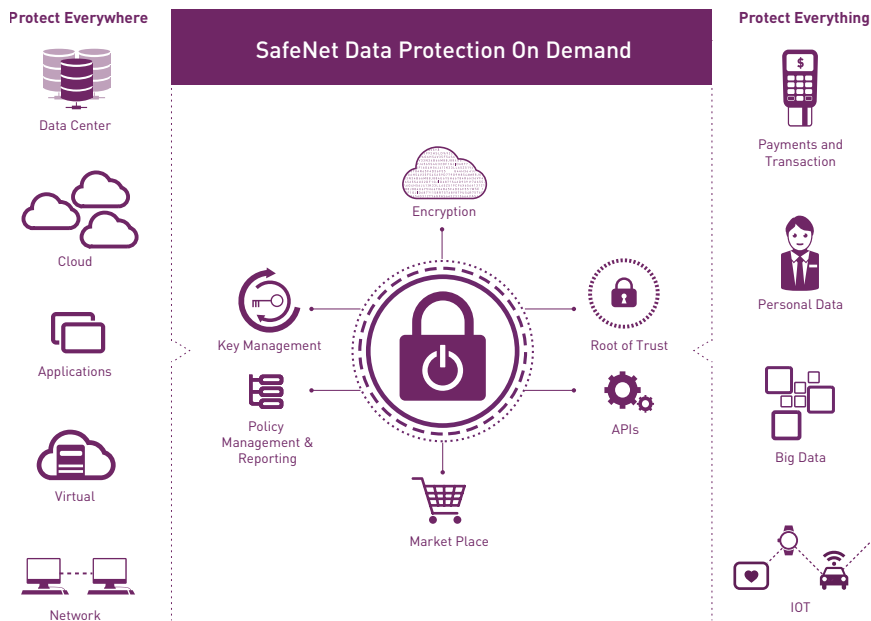 Protect Everywhere
Data Center
Cloud
Applications
Virtual
Network
SafeNet Data Protection On Demand
Encryption
Key Management
Root of Trust
Policy
Management &
Reporting
APIs
Market Place
Protect Everything
$
Payments and
Transaction
Personal Data
Big Data
IOT